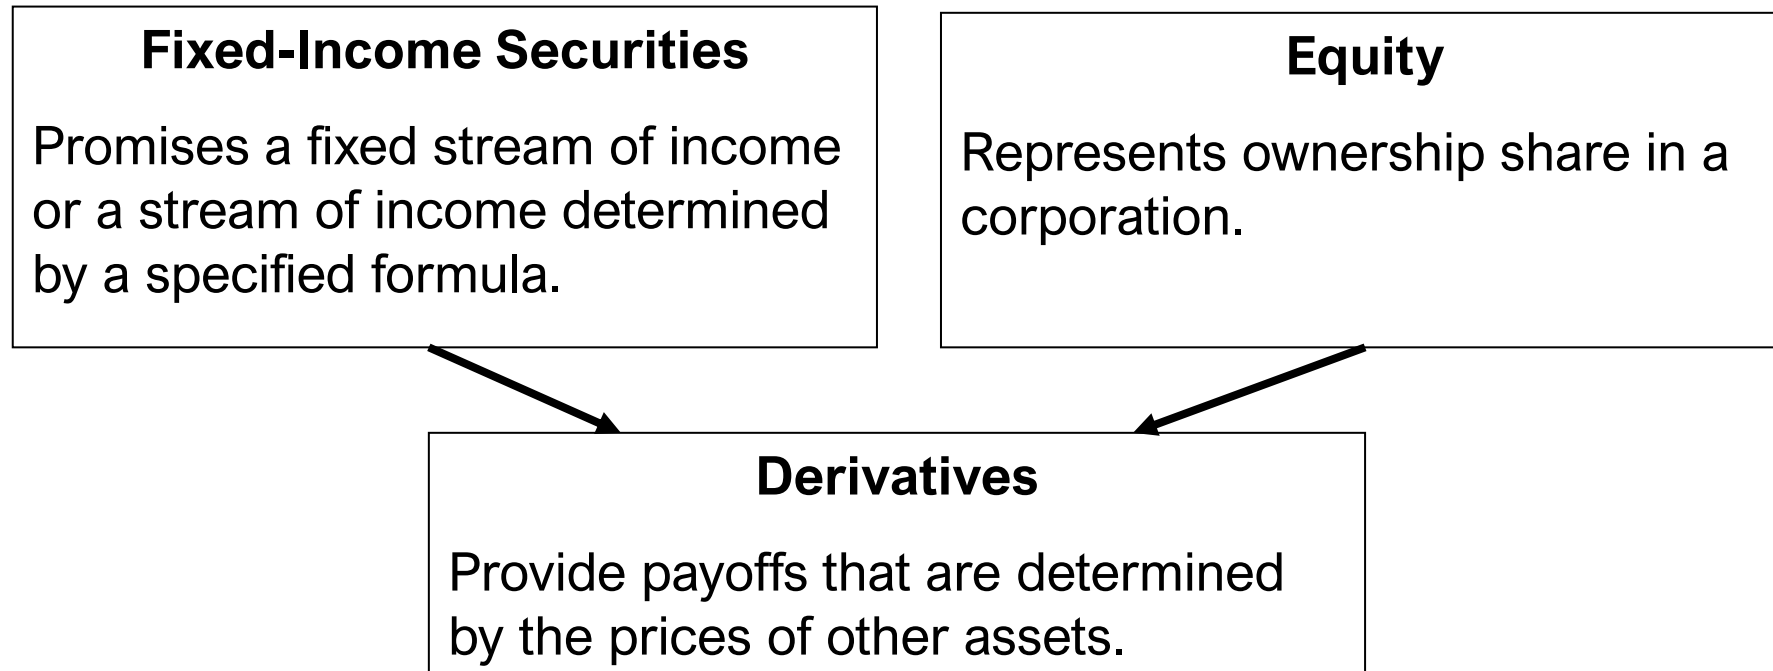 Fixed-Income Securities
Promises a fixed stream of income
or a stream of income determined
by a specified formula.
Equity
Represents ownership share in a
corporation.
Derivatives
Provide payoffs that are determined
by the prices of other assets.